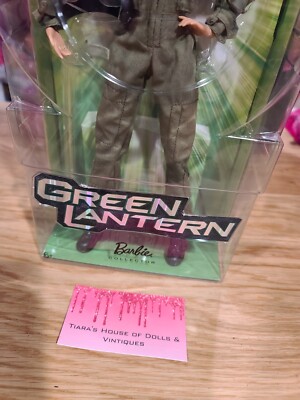 GREEN
LANTERN
Barbie
COLLECTOR
TIARA'S HOUSE OF DOLLS &
VINTIQUES